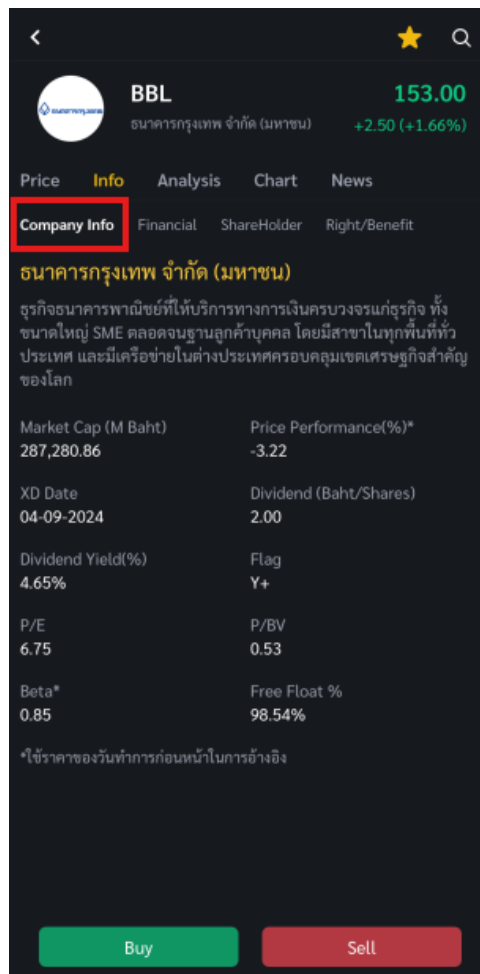 BBL
153.00
ธนาคารกรุงเทพ จำกัด (มหาชน)
+2.50 (+1.66%)
Price Info Analysis Chart News
Company Info Financial ShareHolder Right/Benefit
ธนาคารกรุงเทพ จำกัด (มหาชน)
ธุรกิจธนาคารพาณิชย์ที่ให้บริการทางการเงินครบวงจรแก่ธุรกิจ ทั้ง
ขนาดใหญ่ SME ตลอดจนฐานลูกค้าบุคคล โดยมีสาขาในทุกพื้นที่ทั่ว
ประเทศ และมีเครือข่ายในต่างประเทศครอบคลุมเขตเศรษฐกิจสำคัญ
ของโลก
Market Cap (M Baht) Price Performance(%)*
287,280.86 -3.22
XD Date Dividend (Baht/Shares)
04-09-2024 2.00
Dividend Yield(%) Flag
4.65% Y+
P/E P/BV
6.75 0.53
Beta* Free Float %
0.85 98.54%
*ใช้ราคาของวันทำการก่อนหน้าในการอ้างอิง
Buy Sell